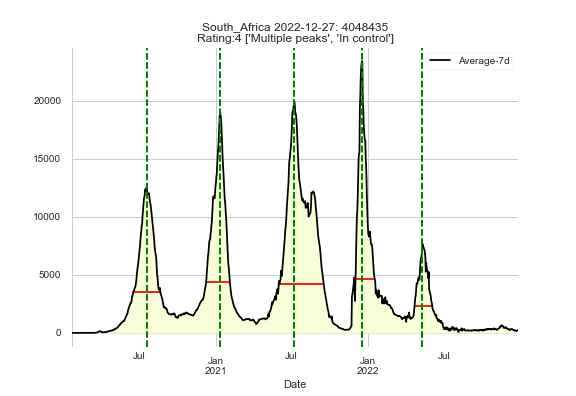 South_Africa 2022-12-27: 4048435
Rating:4 ['Multiple peaks', 'In control']
Average-7d
20000
15000
10000
5000
0
Jul
Jan
2021
Jul
Jan
2022
Jul
Date